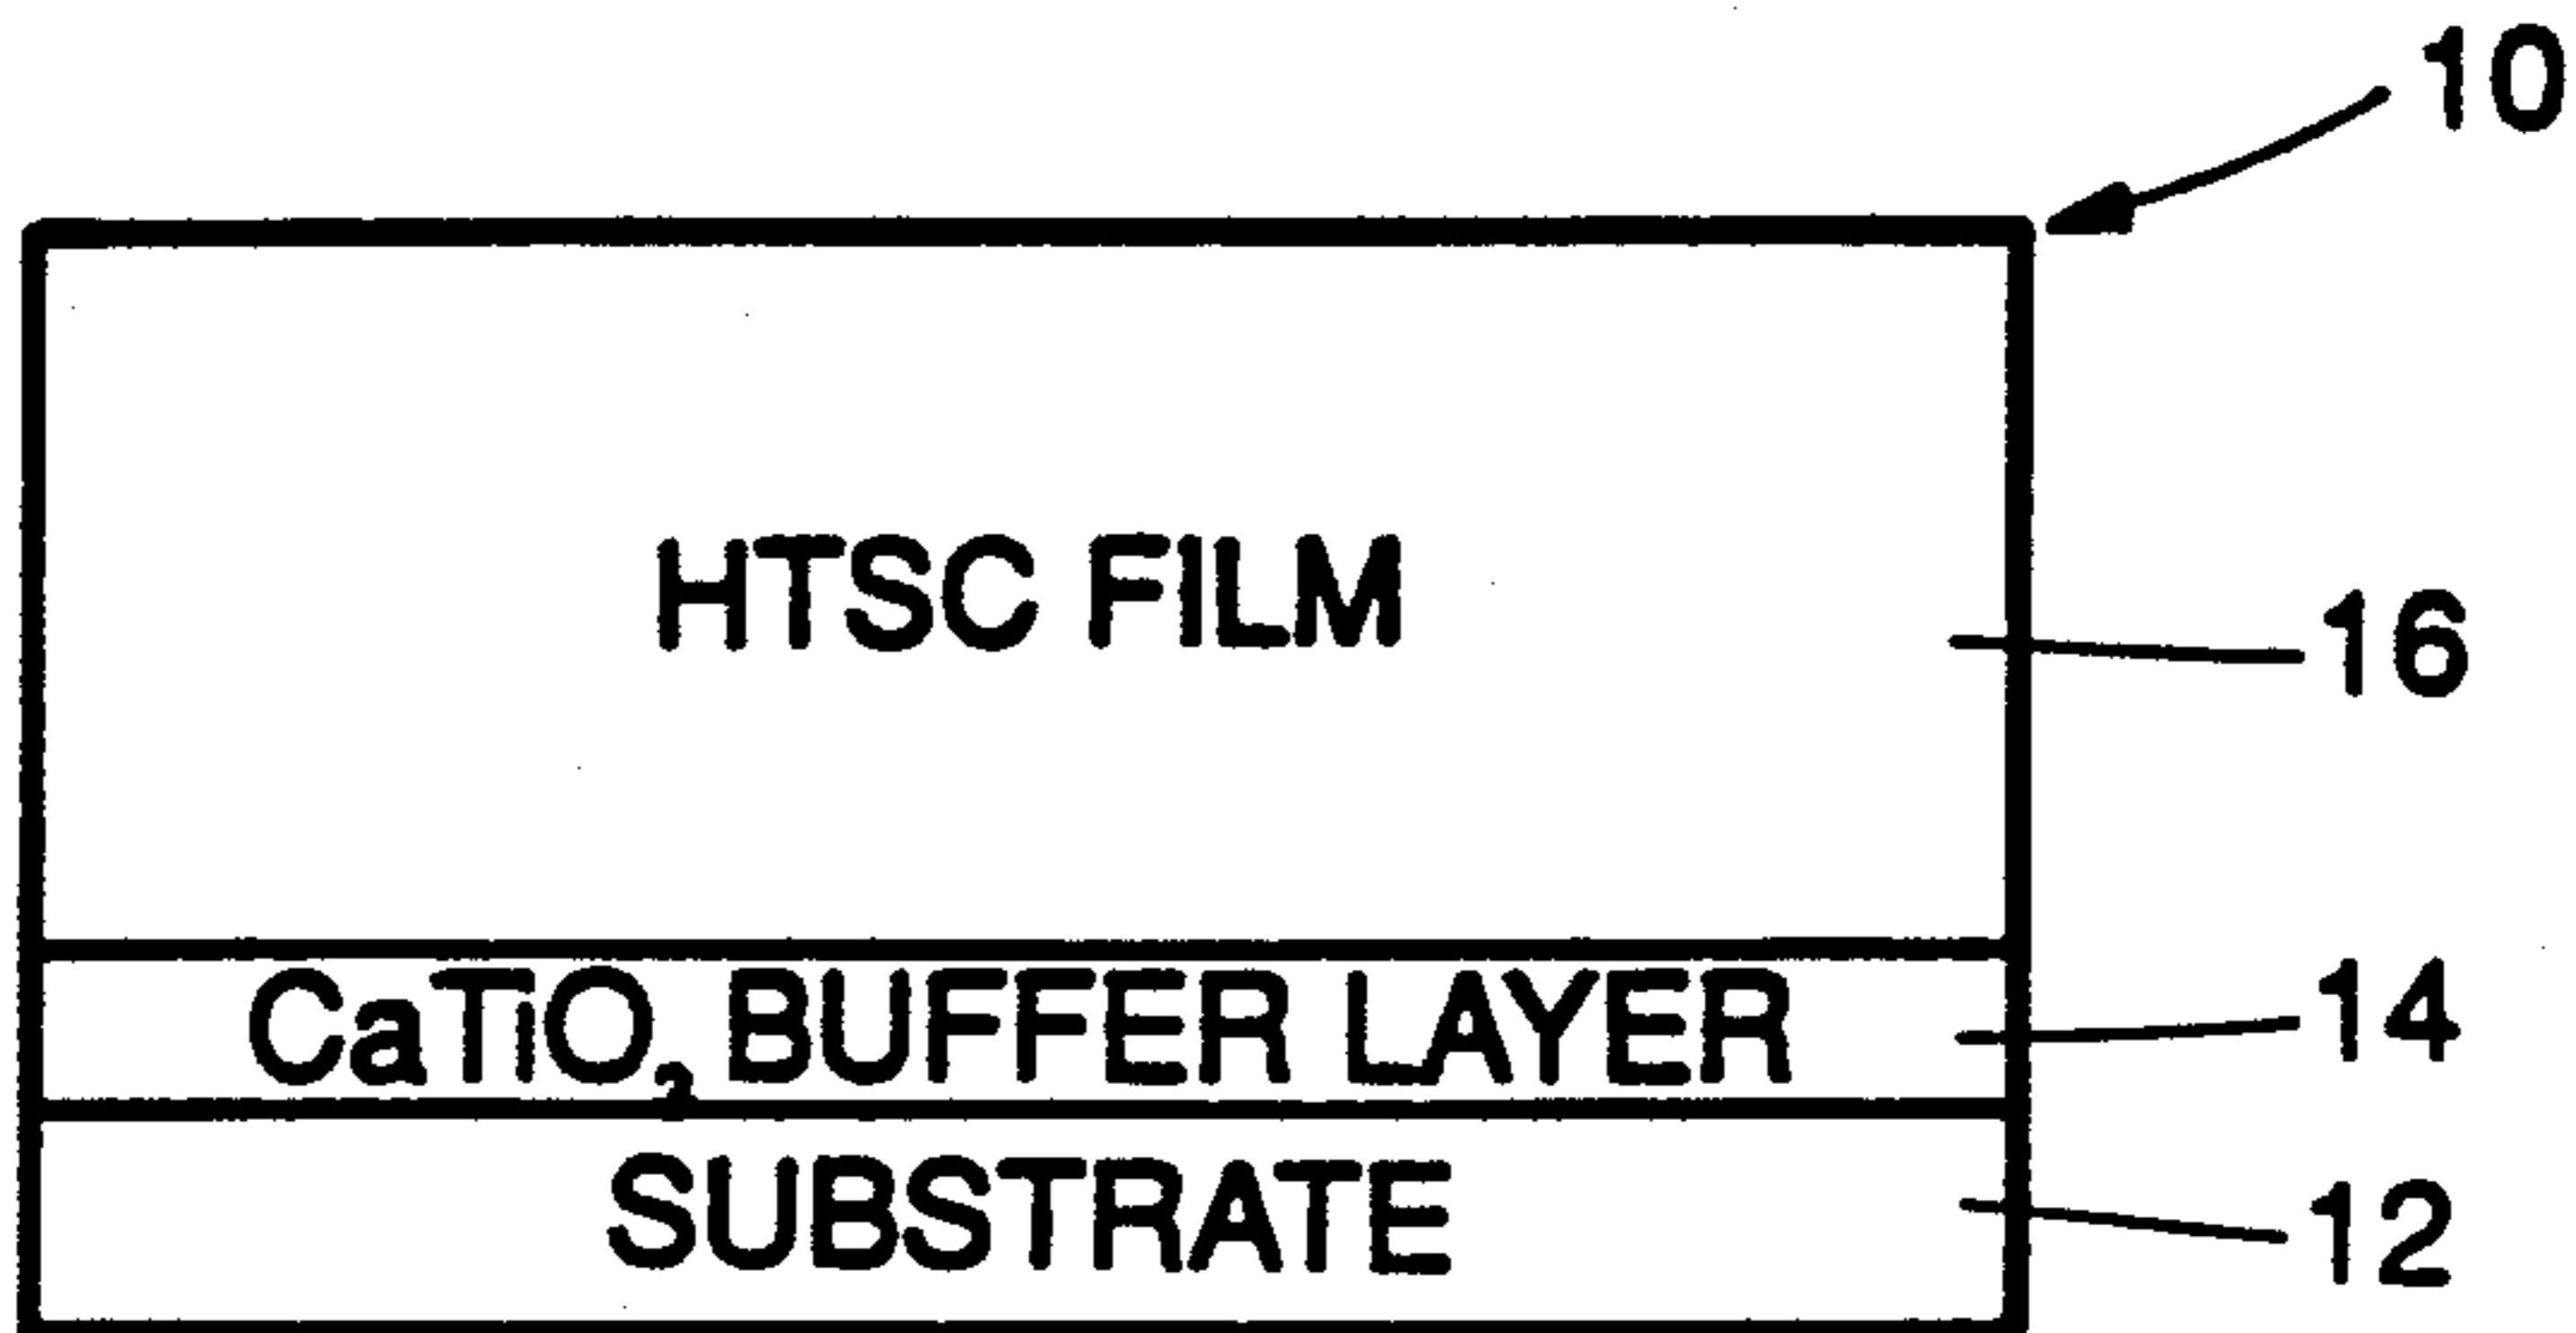 10
HTSC FILM
16
CaTiO₃ BUFFER LAYER
14
SUBSTRATE
12